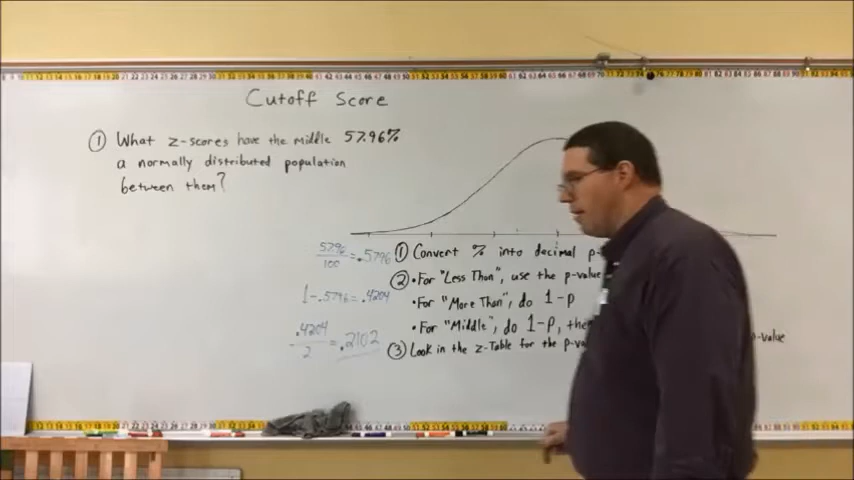 Cutoff Score
① What z-scores have the middle 57.96%
a normally distributed population
between them?
57.96
100
= .5796
1 - .5796 = .4204
.4204
2
= .2102
① Convert % into decimal
② • For "Less Than", use the p-value
• For "More Than", do 1-p
• For "Middle", do 1-p,
③ Look in the z-Table for the
-value